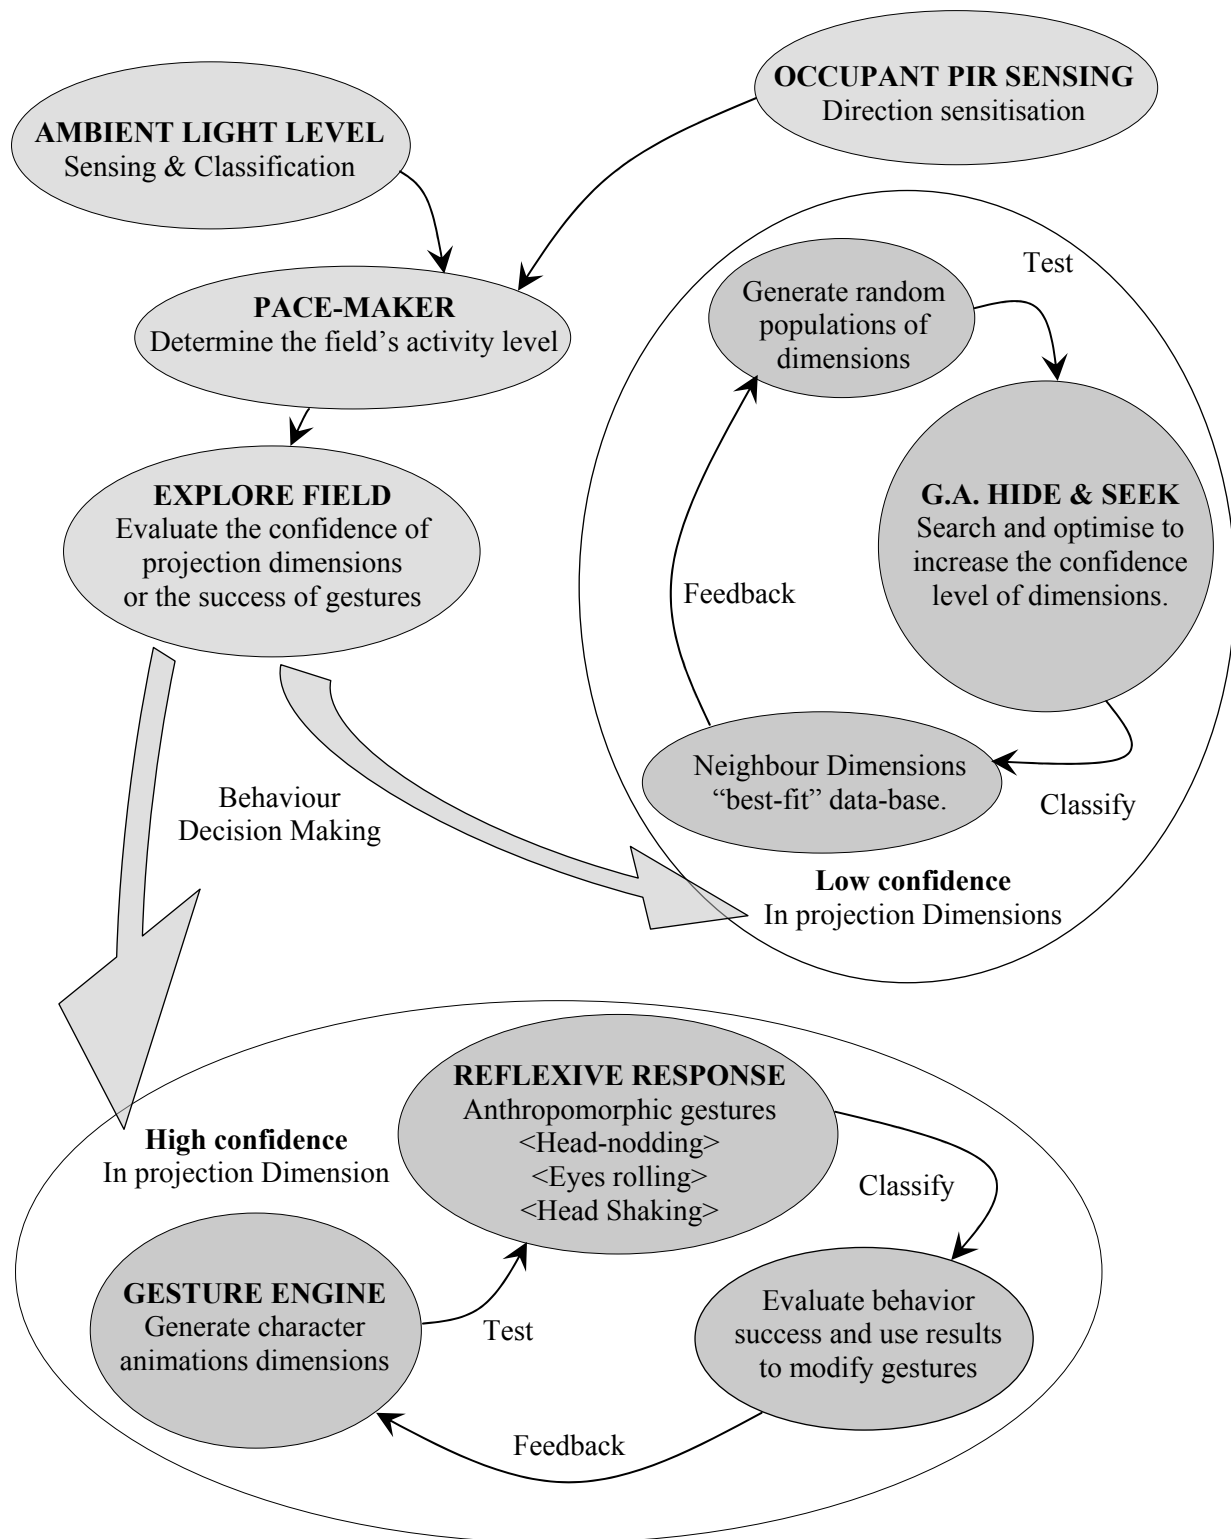 OCCUPANT PIR SENSING
Direction sensitisation
AMBIENT LIGHT LEVEL
Sensing & Classification
PACE-MAKER
Determine the field's activity level
EXPLORE FIELD
Evaluate the confidence of
projection dimensions
or the success of gestures
Behaviour
Decision Making
Test
Generate random
populations of
dimensions
G.A. HIDE & SEEK
Search and optimise to
increase the confidence
level of dimensions.
Feedback
Neighbour Dimensions
“best-fit” data-base.
Classify
Low confidence
In projection Dimensions
REFLEXIVE RESPONSE
Anthropomorphic gestures
<Head-nodding>
<Eyes rolling>
<Head Shaking>
High confidence
In projection Dimension
Classify
GESTURE ENGINE
Generate character
animations dimensions
Test
Evaluate behavior
success and use results
to modify gestures
Feedback